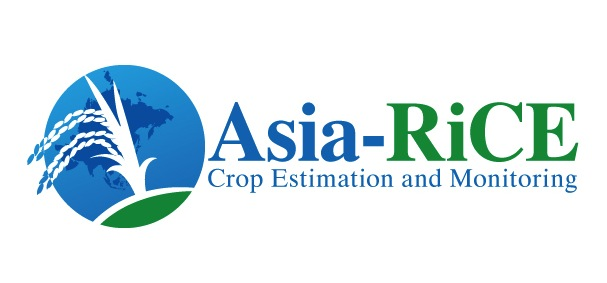 Asia-RiCE
Crop Estimation and Monitoring